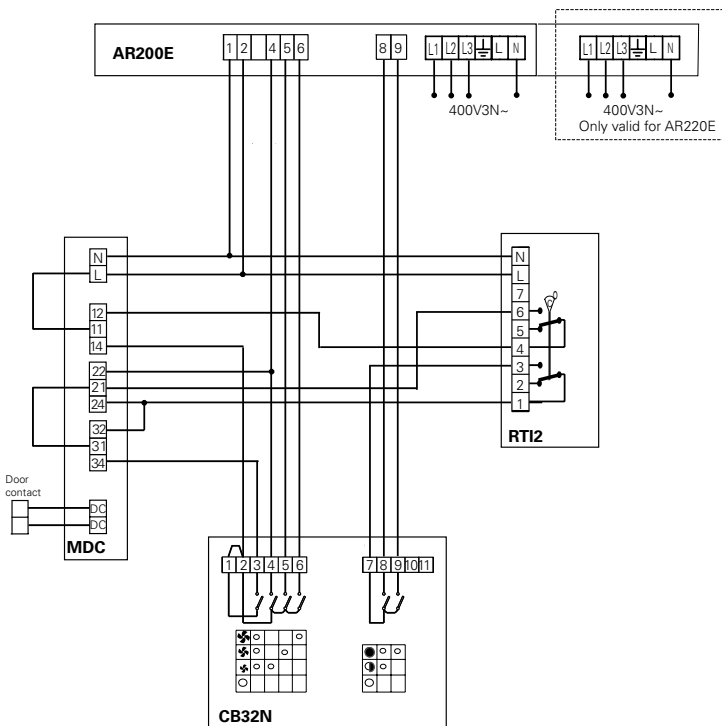 AR200E
1 2 4 5 6
8 9
L1 L2 L3 L N
L1 L2 L3 L N
400V3N~
400V3N~
Only valid for AR220E
N
L
12
11
14
22
21
24
32
31
34
DC
DC
Door
contact
MDC
N
L
7
6
5
4
3
2
1
RTI2
1 2 3 4 5 6
7 8 9 10 11
CB32N